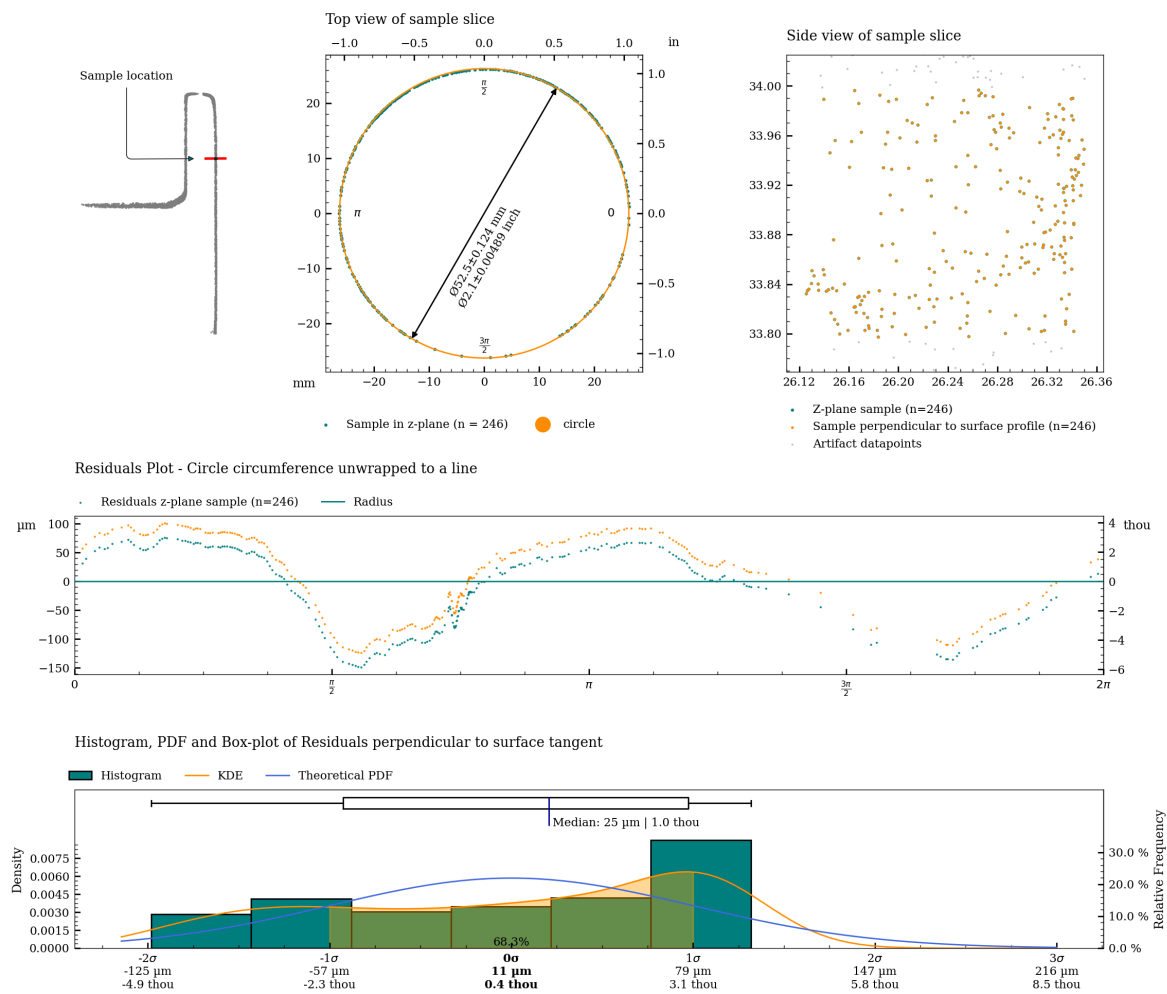 Top view of sample slice
Side view of sample slice
Sample location
−1.0 −0.5 0.0 0.5 1.0 in
20
10
0
−10
−20
mm
−20 −10 0 10 20
1.0
0.5
0.0
−0.5
−1.0
π/2
π
0
3π/2
Ø52.5±0.124 mm
Ø2.1±0.00489 inch
Sample in z-plane (n = 246) circle
34.00
33.96
33.92
33.88
33.84
33.80
26.12 26.16 26.20 26.24 26.28 26.32 26.36
Z-plane sample (n=246)
Sample perpendicular to surface profile (n=246)
Artifact datapoints
Residuals Plot - Circle circumference unwrapped to a line
Residuals z-plane sample (n=246) Radius
µm
100
50
0
−50
−100
−150
4 thou
2
0
−2
−4
−6
0 π/2 π 3π/2 2π
Histogram, PDF and Box-plot of Residuals perpendicular to surface tangent
Histogram KDE Theoretical PDF
Median: 25 µm | 1.0 thou
Density
0.0075
0.0060
0.0045
0.0030
0.0015
0.0000
Relative Frequency
30.0 %
20.0 %
10.0 %
0.0 %
68.3%
-2σ -1σ 0σ 1σ 2σ 3σ
-125 µm -57 µm 11 µm 79 µm 147 µm 216 µm
-4.9 thou -2.3 thou 0.4 thou 3.1 thou 5.8 thou 8.5 thou